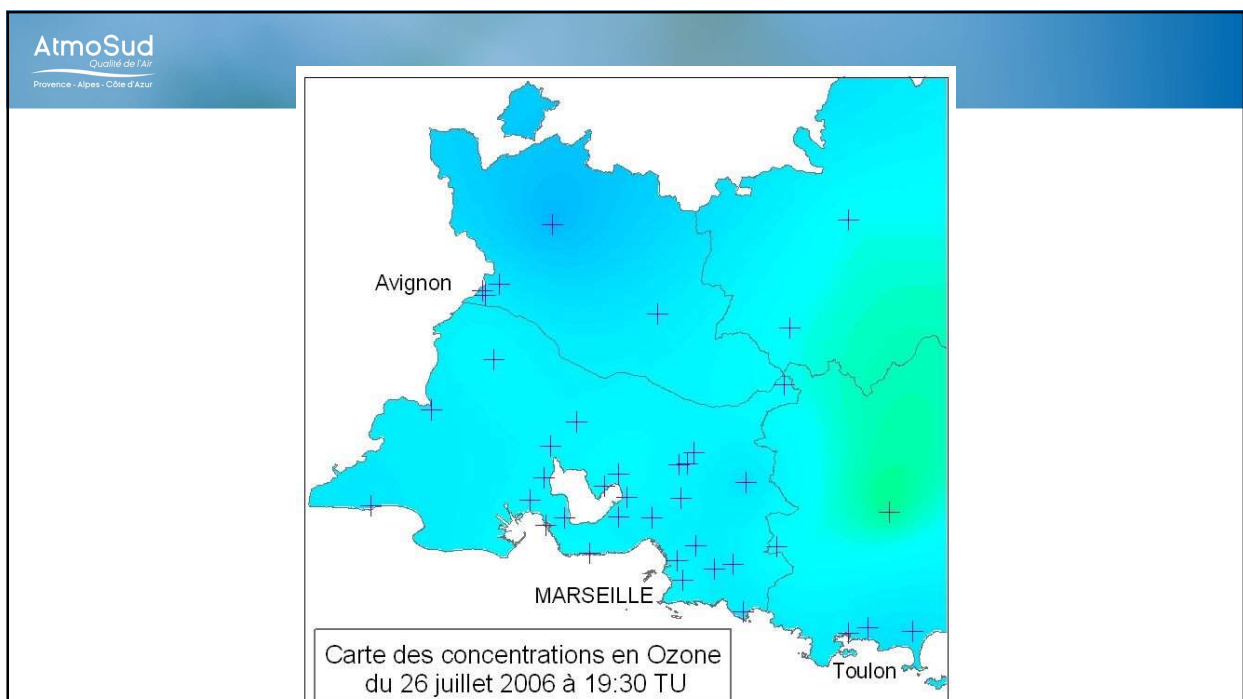 AtmoSud
Qualité de l'Air
Provence - Alpes - Côte d'Azur
Avignon
MARSEILLE
Toulon
Carte des concentrations en Ozone
du 26 juillet 2006 à 19:30 TU